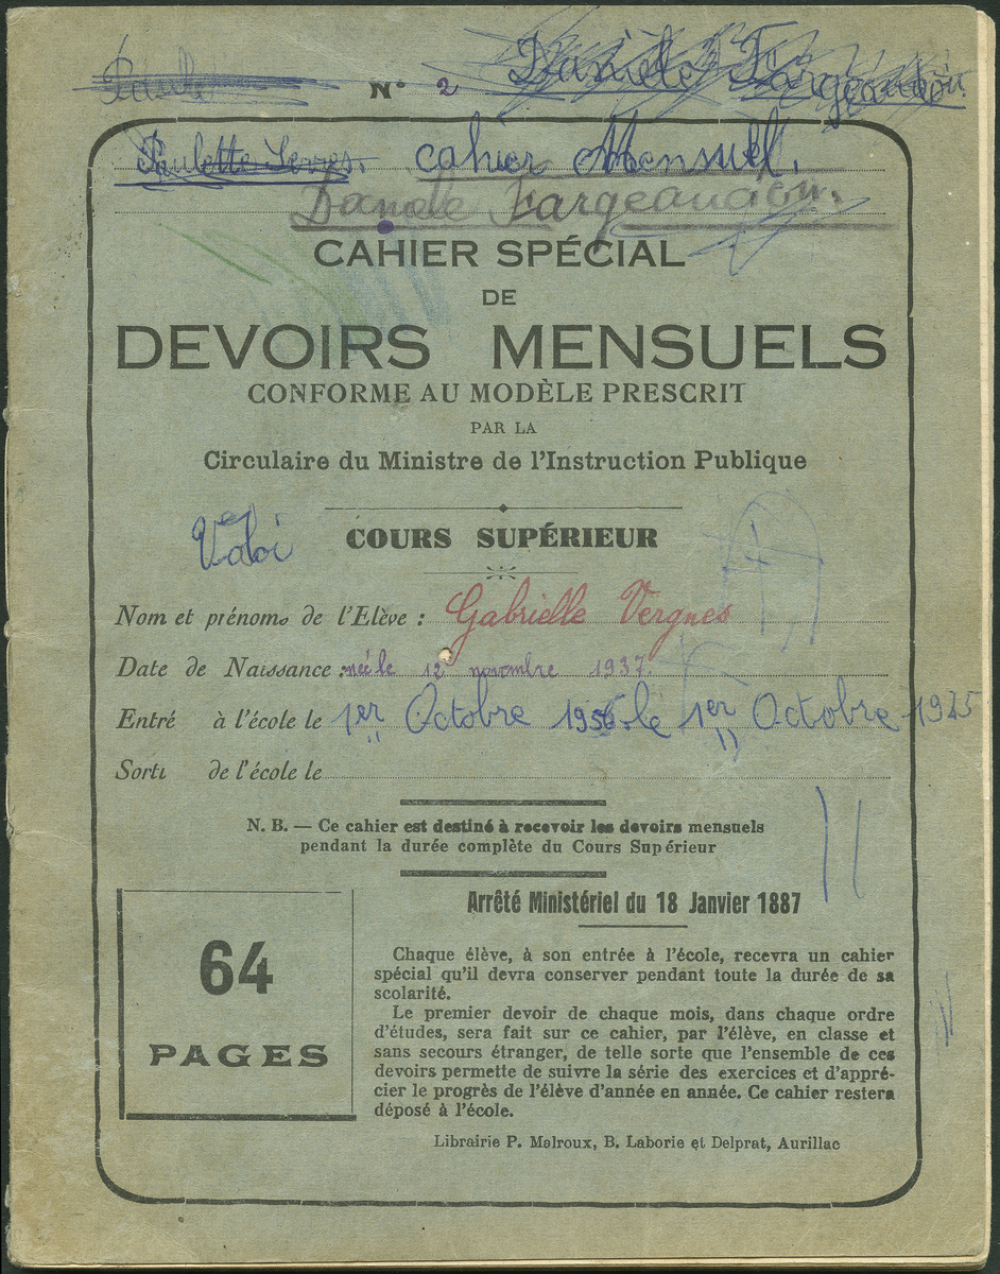 N° 2 Danièle Fargeaudon
Paulette Serres. cahier Mensuel.
Danièle Fargeaudon.
CAHIER SPÉCIAL
DE
DEVOIRS MENSUELS
CONFORME AU MODÈLE PRESCRIT
PAR LA
Circulaire du Ministre de l'Instruction Publique
COURS SUPÉRIEUR
Nom et prénoms de l'Elève : Gabrielle Vergnes
Date de Naissance : née le 12 novembre 1937.
Entré à l'école le 1er Octobre le 1er Octobre
Sorti de l'école le
N. B. — Ce cahier est destiné à recevoir les devoirs mensuels
pendant la durée complète du Cours Supérieur
Arrêté Ministériel du 18 Janvier 1887
64
PAGES
Chaque élève, à son entrée à l'école, recevra un cahier
spécial qu'il devra conserver pendant toute la durée de sa
scolarité.
Le premier devoir de chaque mois, dans chaque ordre
d'études, sera fait sur ce cahier, par l'élève, en classe et
sans secours étranger, de telle sorte que l'ensemble de ces
devoirs permette de suivre la série des exercices et d'appré-
cier le progrès de l'élève d'année en année. Ce cahier restera
déposé à l'école.
Librairie P. Malroux, B. Laborie et Delprat, Aurillac